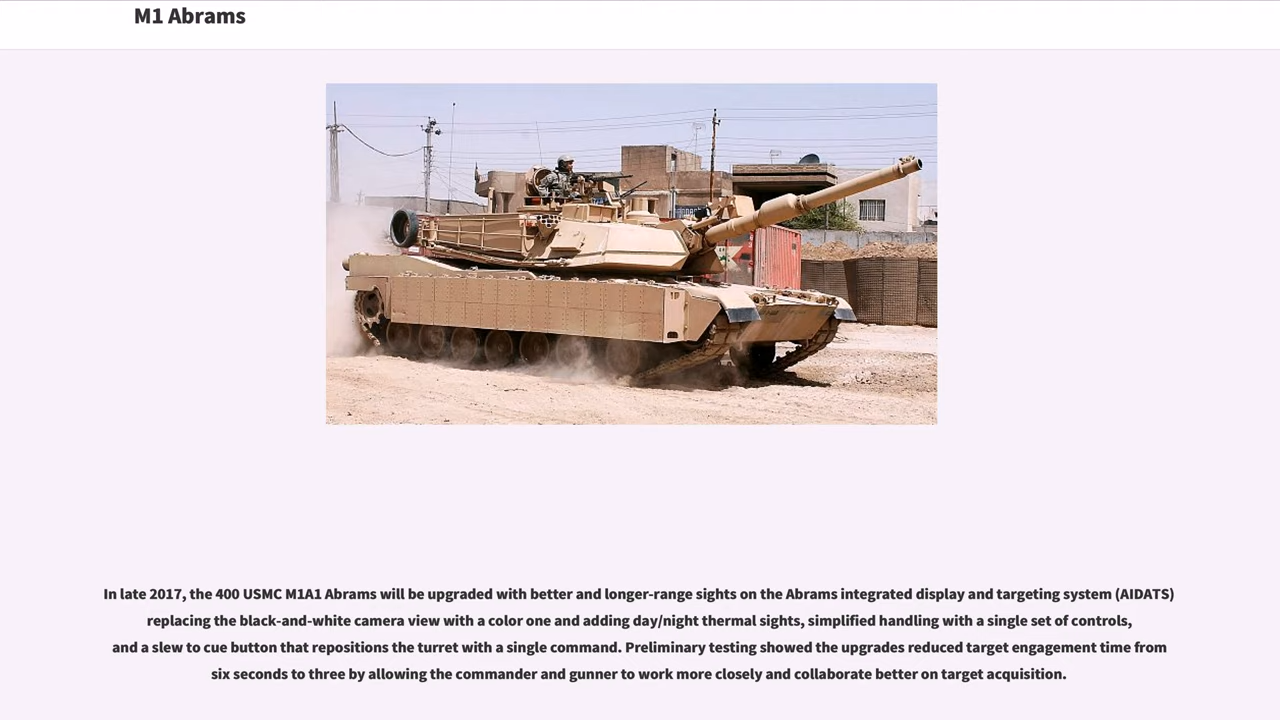 M1 Abrams
In late 2017, the 400 USMC M1A1 Abrams will be upgraded with better and longer-range sights on the Abrams integrated display and targeting system (AIDATS)
replacing the black-and-white camera view with a color one and adding day/night thermal sights, simplified handling with a single set of controls,
and a slew to cue button that repositions the turret with a single command. Preliminary testing showed the upgrades reduced target engagement time from
six seconds to three by allowing the commander and gunner to work more closely and collaborate better on target acquisition.